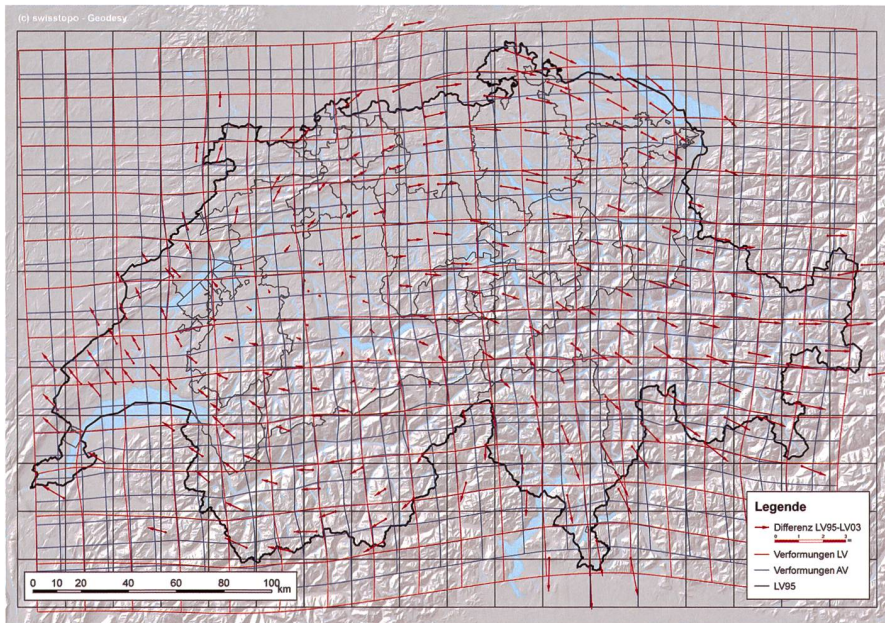 (c) swisstopo - Geodesy
Legende
Differenz LV95-LV03
0 1 2 3
m
Verformungen LV
Verformungen AV
LV95
0 10 20 40 60 80 100
km